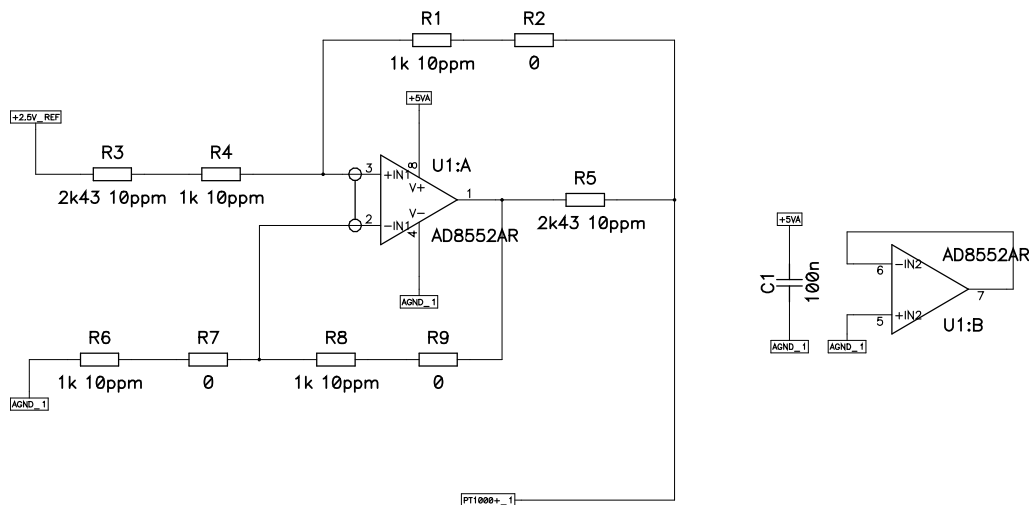 R1 R2
1k 10ppm 0
+5VA
+2.5V_REF
R3 R4
2k43 10ppm 1k 10ppm
3 +IN1 8 V+ U1:A
1
R5
2k43 10ppm
2 -IN1 V- 4 AD8552AR
AGND_1
R6 R7 R8 R9
1k 10ppm 0 1k 10ppm 0
AGND_1
PT1000+_1
+5VA
C1 100n
AGND_1
6 -IN2 AD8552AR
7
5 +IN2 U1:B
AGND_1